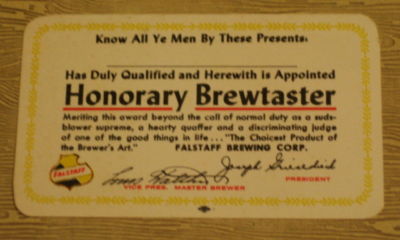 Know All Ye Men By These Presents:
Has Duly Qualified and Herewith is Appointed
Honorary Brewtaster
Meriting this award beyond the call of normal duty as a suds-
blower supreme, a hearty quaffer and a discriminating judge
of one of the good things in life . . . "The Choicest Product of
the Brewer's Art." FALSTAFF BREWING CORP.
FALSTAFF
Joseph Griesedieck
PRESIDENT
VICE PRES. MASTER BREWER